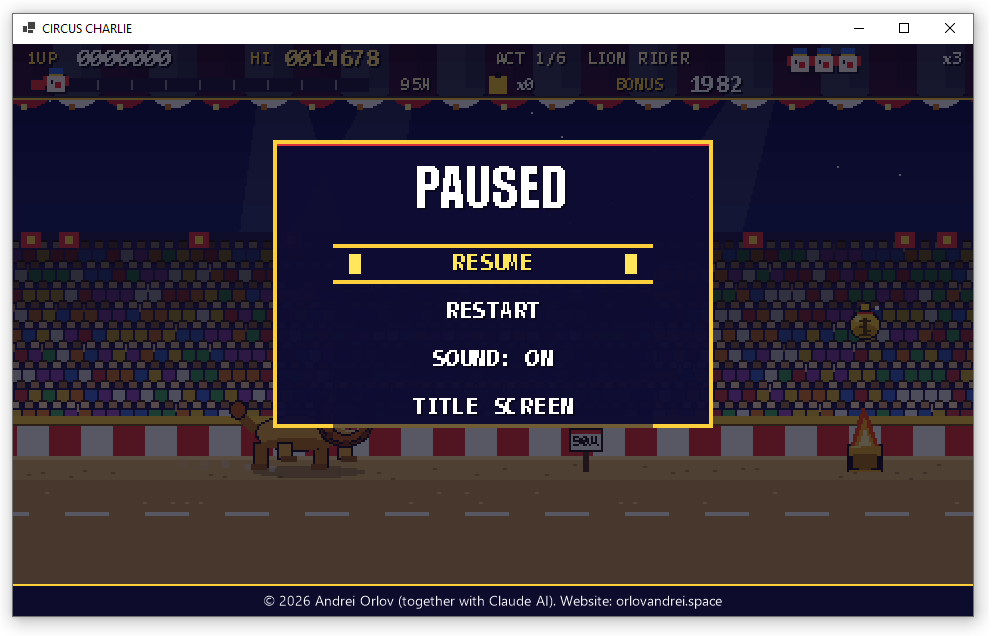 CIRCUS CHARLIE
1UP 0000000 HI 0014678 ACT 1/6 LION RIDER x3
95M x0 BONUS 1982
PAUSED
RESUME
RESTART
SOUND: ON
TITLE SCREEN
90M
© 2026 Andrei Orlov (together with Claude AI). Website: orlovandrei.space